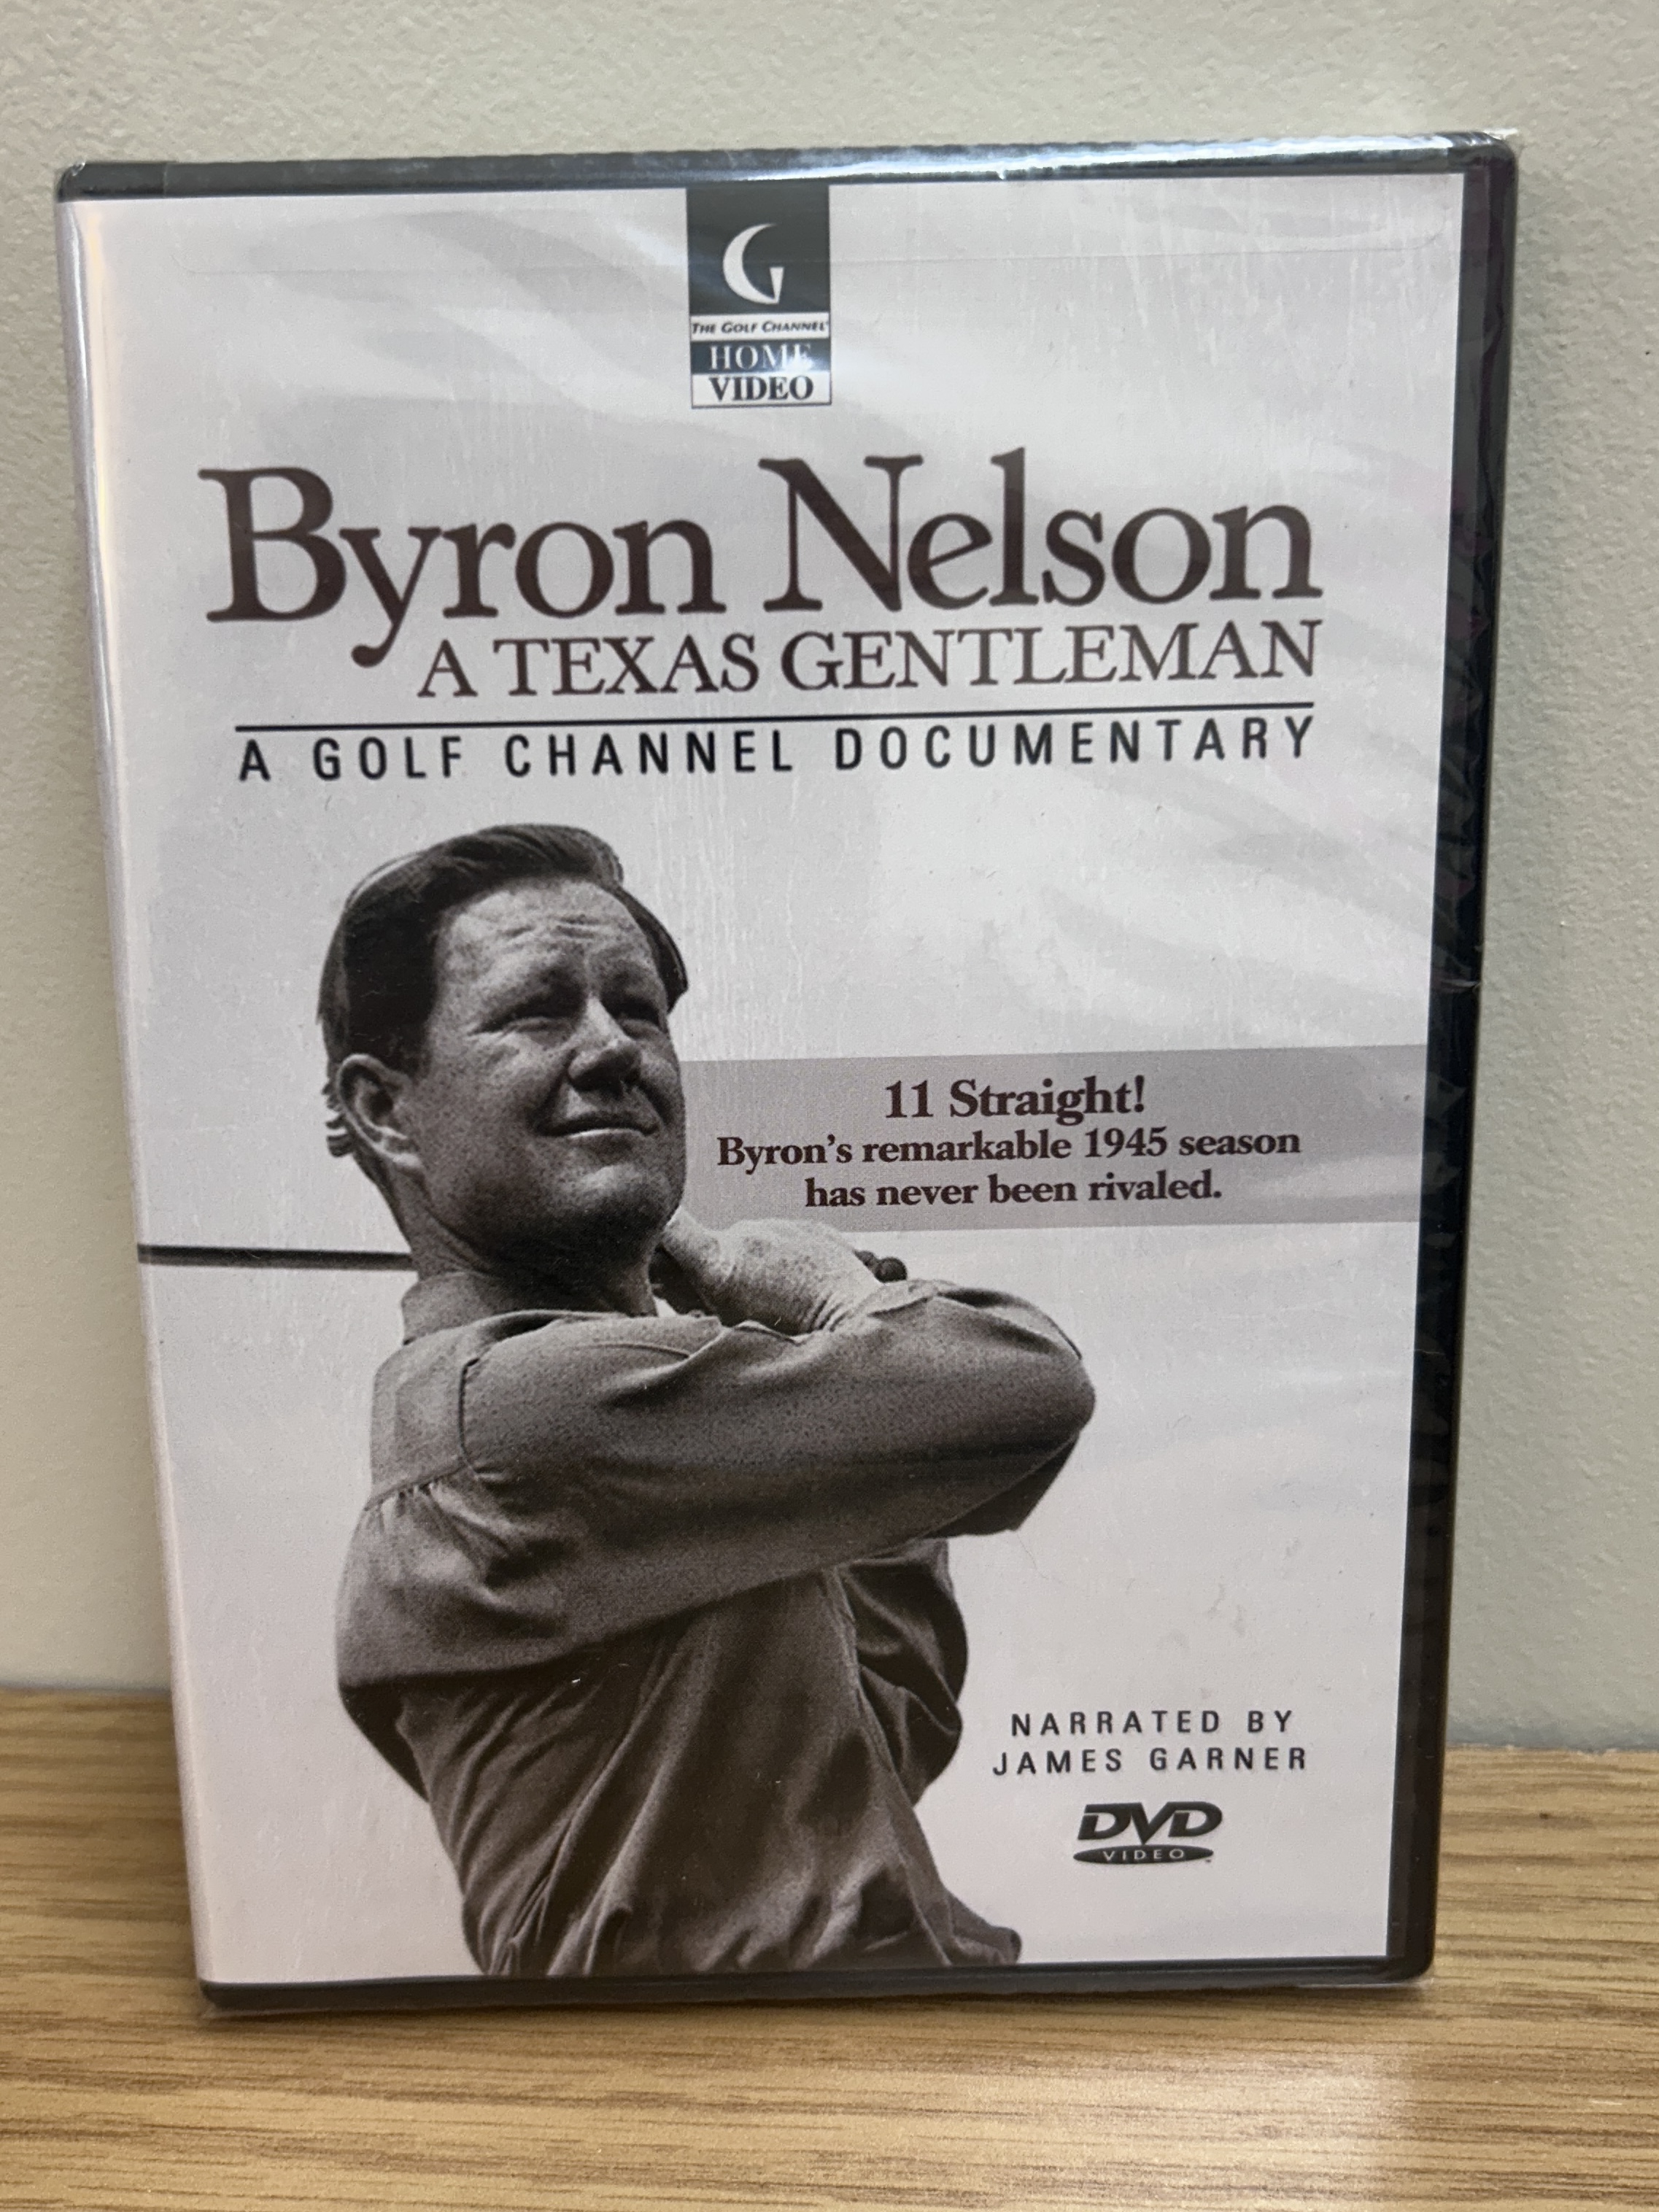 THE GOLF CHANNEL
HOME
VIDEO
Byron Nelson
A TEXAS GENTLEMAN
A GOLF CHANNEL DOCUMENTARY
11 Straight!
Byron's remarkable 1945 season
has never been rivaled.
NARRATED BY
JAMES GARNER
DVD
VIDEO